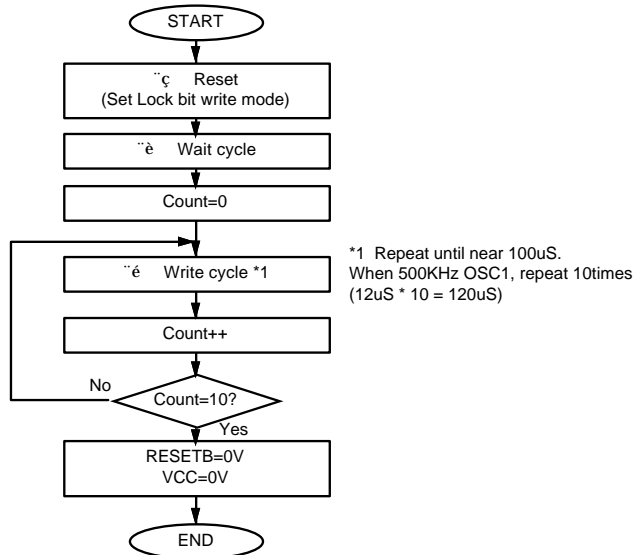 START
¨ç Reset
(Set Lock bit write mode)
¨è Wait cycle
Count=0
¨é Write cycle *1
*1 Repeat until near 100uS.
When 500KHz OSC1, repeat 10times
(12uS * 10 = 120uS)
Count++
No
Count=10?
Yes
RESETB=0V
VCC=0V
END